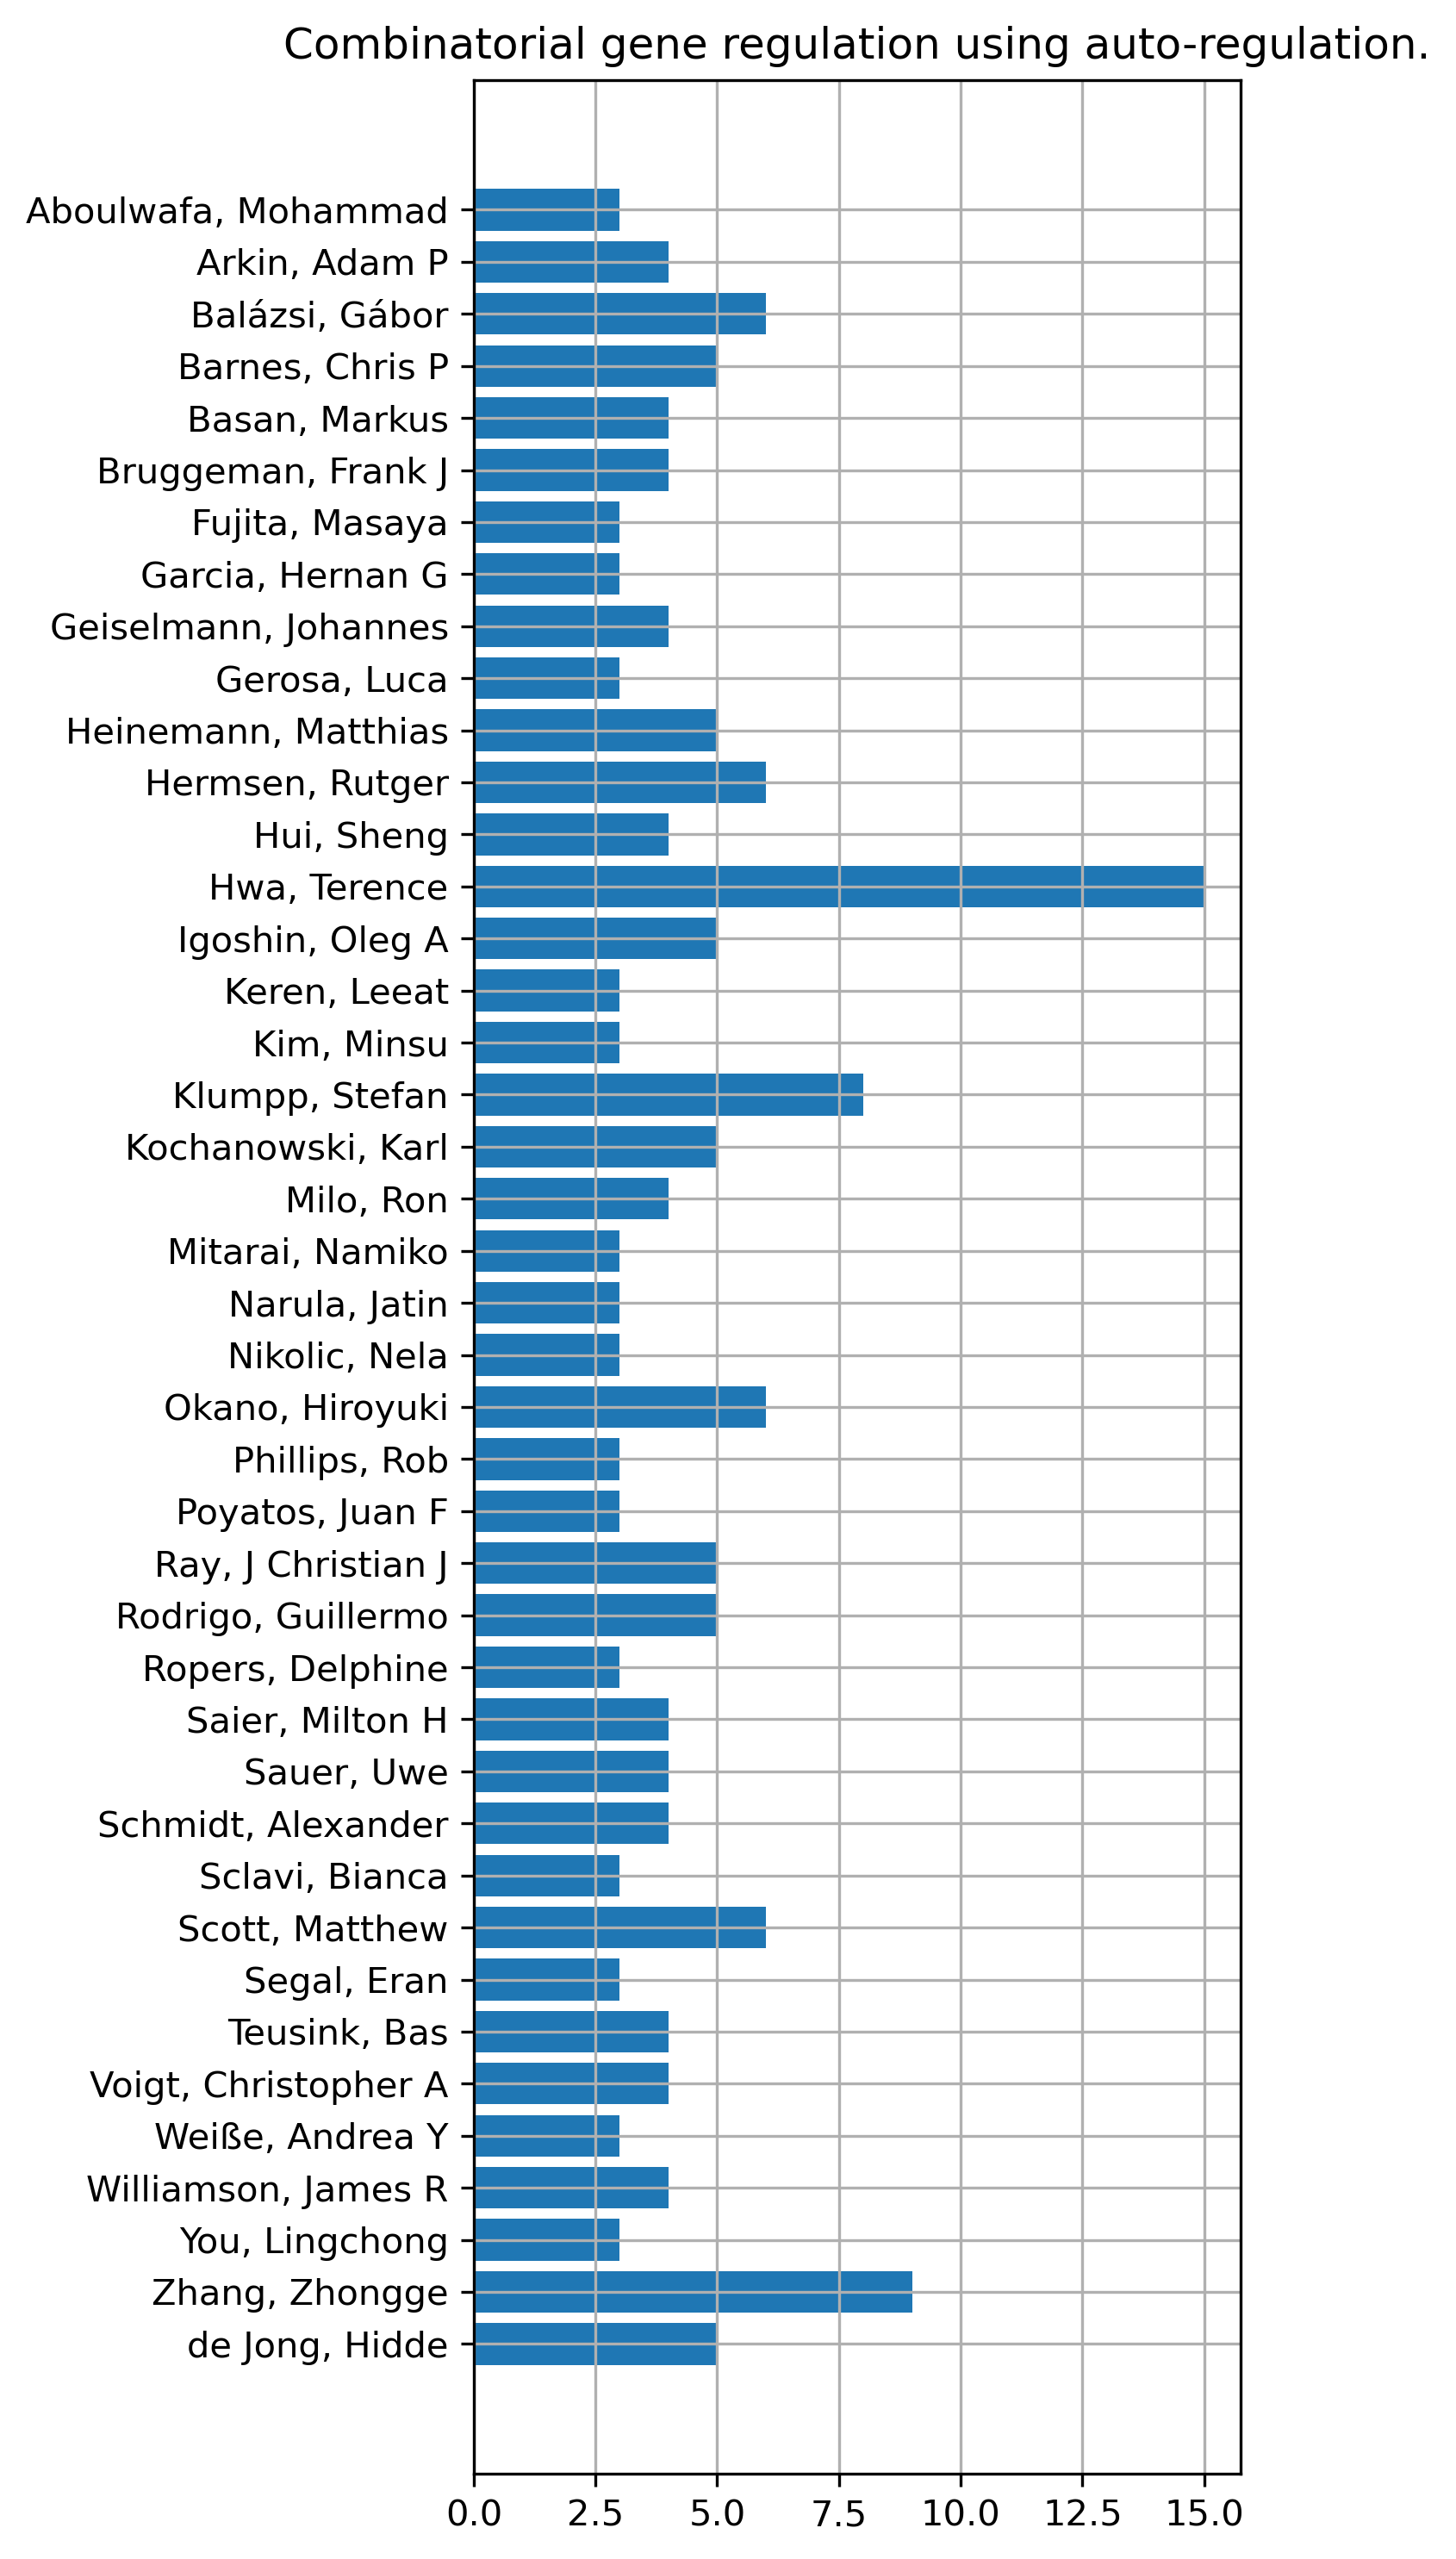 Combinatorial gene regulation using auto-regulation.
Aboulwafa, Mohammad
Arkin, Adam P
Balázsi, Gábor
Barnes, Chris P
Basan, Markus
Bruggeman, Frank J
Fujita, Masaya
Garcia, Hernan G
Geiselmann, Johannes
Gerosa, Luca
Heinemann, Matthias
Hermsen, Rutger
Hui, Sheng
Hwa, Terence
Igoshin, Oleg A
Keren, Leeat
Kim, Minsu
Klumpp, Stefan
Kochanowski, Karl
Milo, Ron
Mitarai, Namiko
Narula, Jatin
Nikolic, Nela
Okano, Hiroyuki
Phillips, Rob
Poyatos, Juan F
Ray, J Christian J
Rodrigo, Guillermo
Ropers, Delphine
Saier, Milton H
Sauer, Uwe
Schmidt, Alexander
Sclavi, Bianca
Scott, Matthew
Segal, Eran
Teusink, Bas
Voigt, Christopher A
Weiße, Andrea Y
Williamson, James R
You, Lingchong
Zhang, Zhongge
de Jong, Hidde
0.0 2.5 5.0 7.5 10.0 12.5 15.0